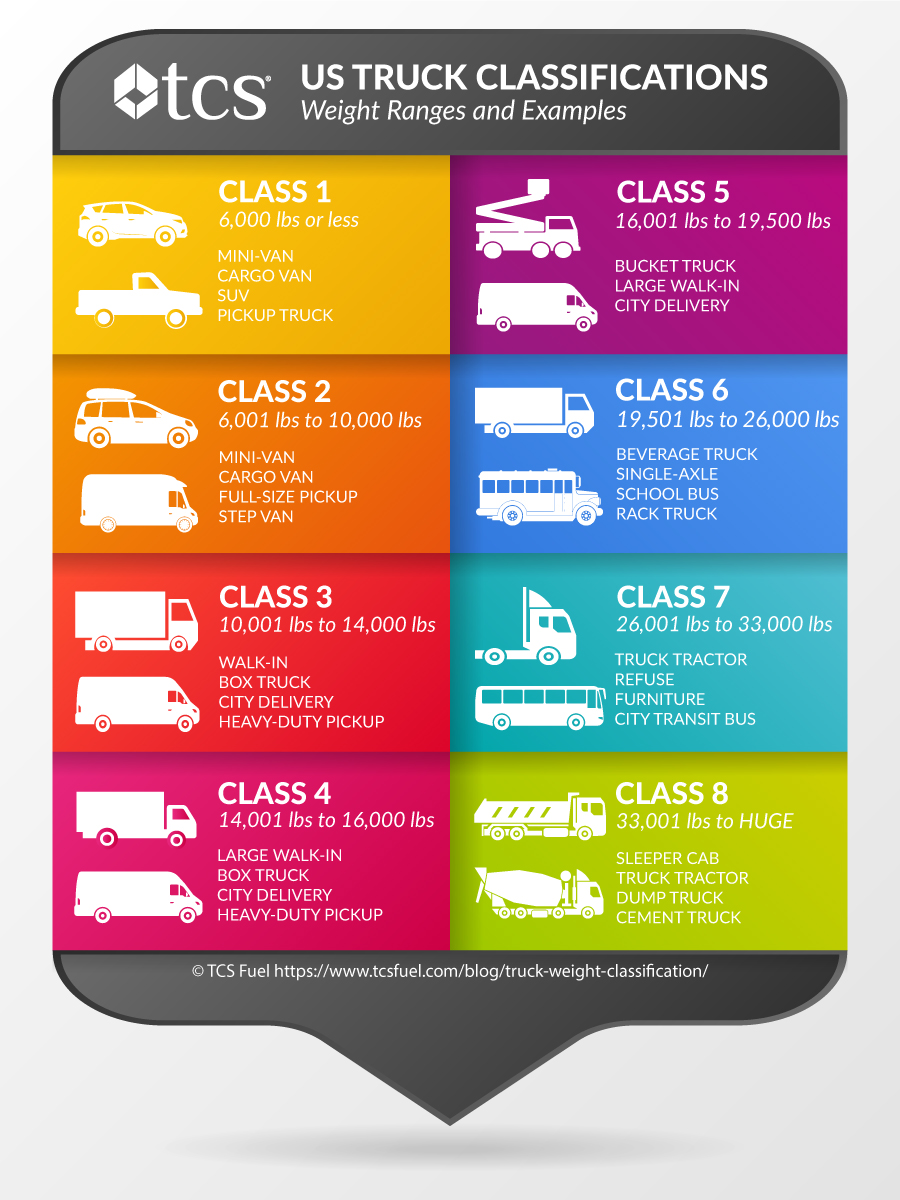 tcs®
US TRUCK CLASSIFICATIONS
Weight Ranges and Examples
CLASS 1
6,000 lbs or less
MINI-VAN
CARGO VAN
SUV
PICKUP TRUCK
CLASS 2
6,001 lbs to 10,000 lbs
MINI-VAN
CARGO VAN
FULL-SIZE PICKUP
STEP VAN
CLASS 3
10,001 lbs to 14,000 lbs
WALK-IN
BOX TRUCK
CITY DELIVERY
HEAVY-DUTY PICKUP
CLASS 4
14,001 lbs to 16,000 lbs
LARGE WALK-IN
BOX TRUCK
CITY DELIVERY
HEAVY-DUTY PICKUP
CLASS 5
16,001 lbs to 19,500 lbs
BUCKET TRUCK
LARGE WALK-IN
CITY DELIVERY
CLASS 6
19,501 lbs to 26,000 lbs
BEVERAGE TRUCK
SINGLE-AXLE
SCHOOL BUS
RACK TRUCK
CLASS 7
26,001 lbs to 33,000 lbs
TRUCK TRACTOR
REFUSE
FURNITURE
CITY TRANSIT BUS
CLASS 8
33,001 lbs to HUGE
SLEEPER CAB
TRUCK TRACTOR
DUMP TRUCK
CEMENT TRUCK
© TCS Fuel https://www.tcsfuel.com/blog/truck-weight-classification/